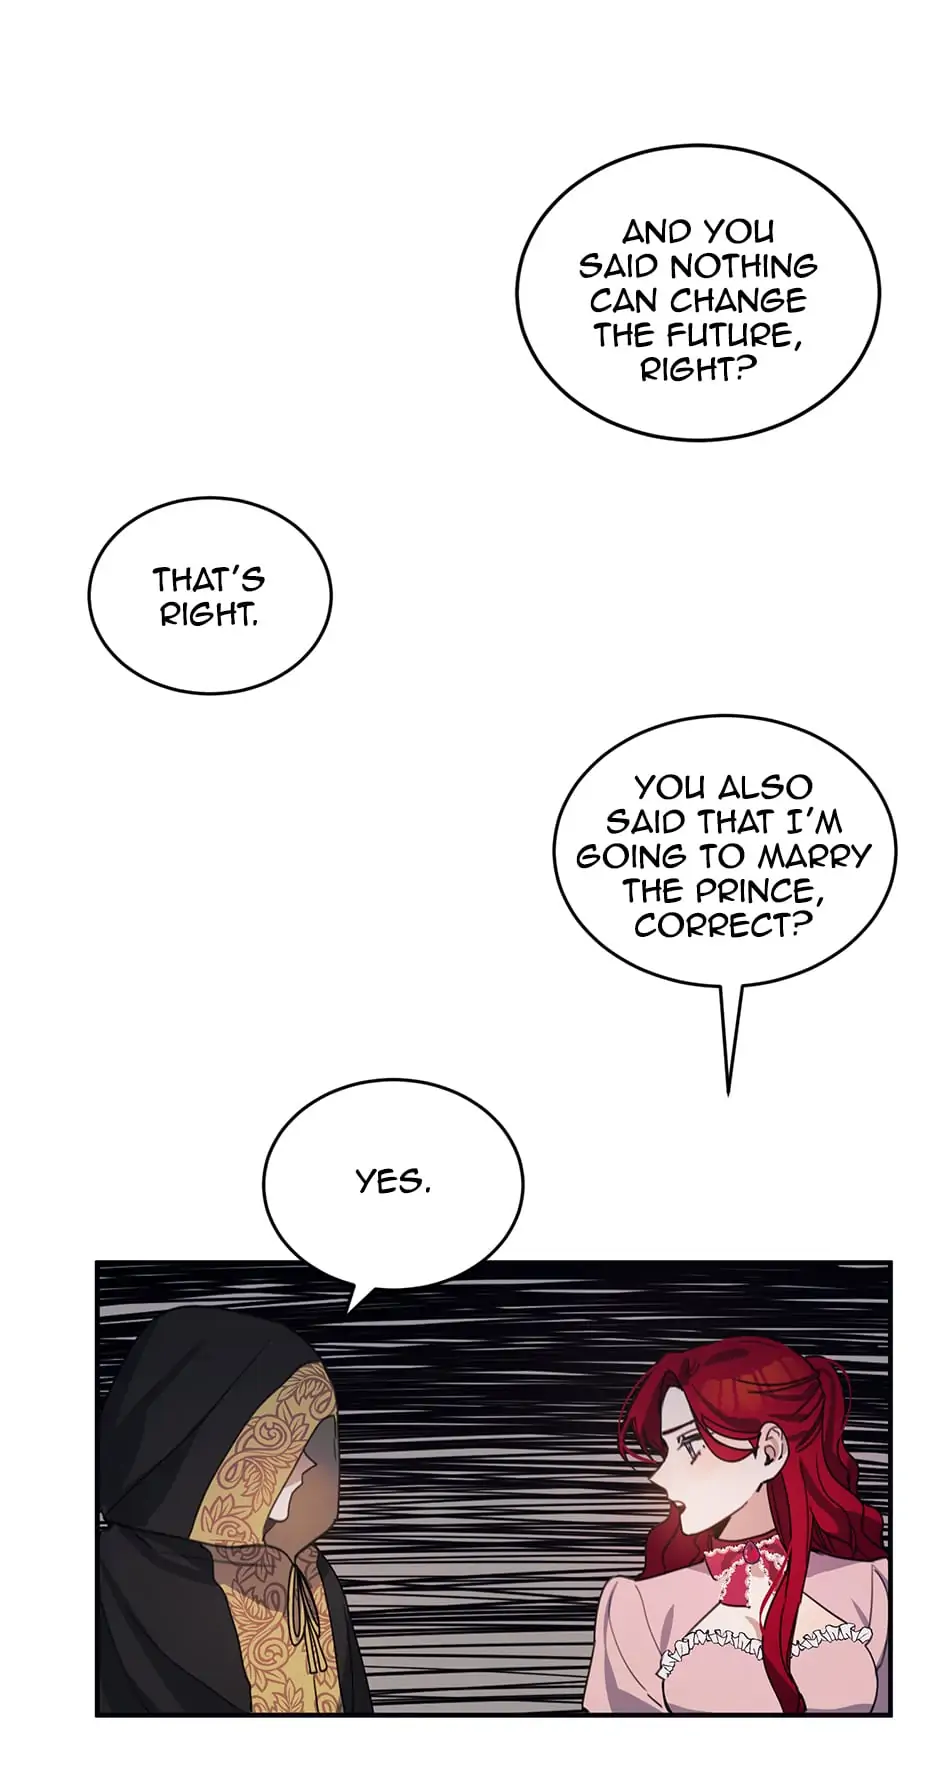 AND YOU
SAID NOTHING
CAN CHANGE
THE FUTURE,
RIGHT?
THAT'S
RIGHT.
YOU ALSO
SAID THAT I'M
GOING TO MARRY
THE PRINCE,
CORRECT?
YES.